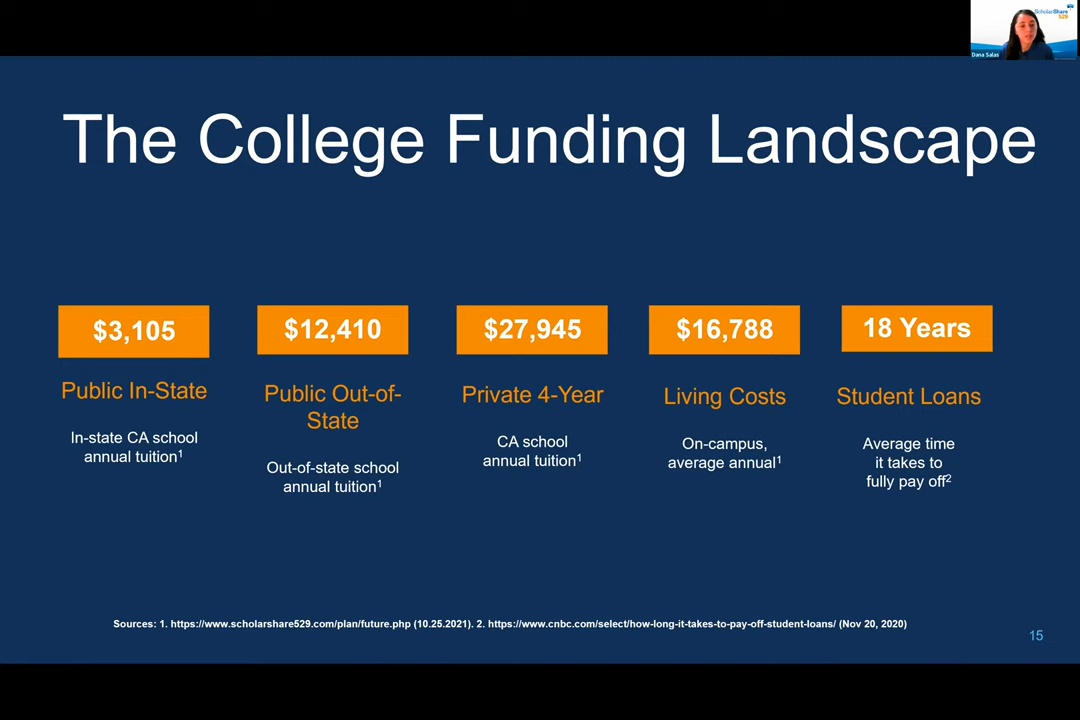 ScholarShare
529
Dana Salas
The College Funding Landscape
$3,105
Public In-State
In-state CA school
annual tuition¹
$12,410
Public Out-of-
State
Out-of-state school
annual tuition¹
$27,945
Private 4-Year
CA school
annual tuition¹
$16,788
Living Costs
On-campus,
average annual¹
18 Years
Student Loans
Average time
it takes to
fully pay off²
Sources: 1. https://www.scholarshare529.com/plan/future.php (10.25.2021). 2. https://www.cnbc.com/select/how-long-it-takes-to-pay-off-student-loans/ (Nov 20, 2020)
15